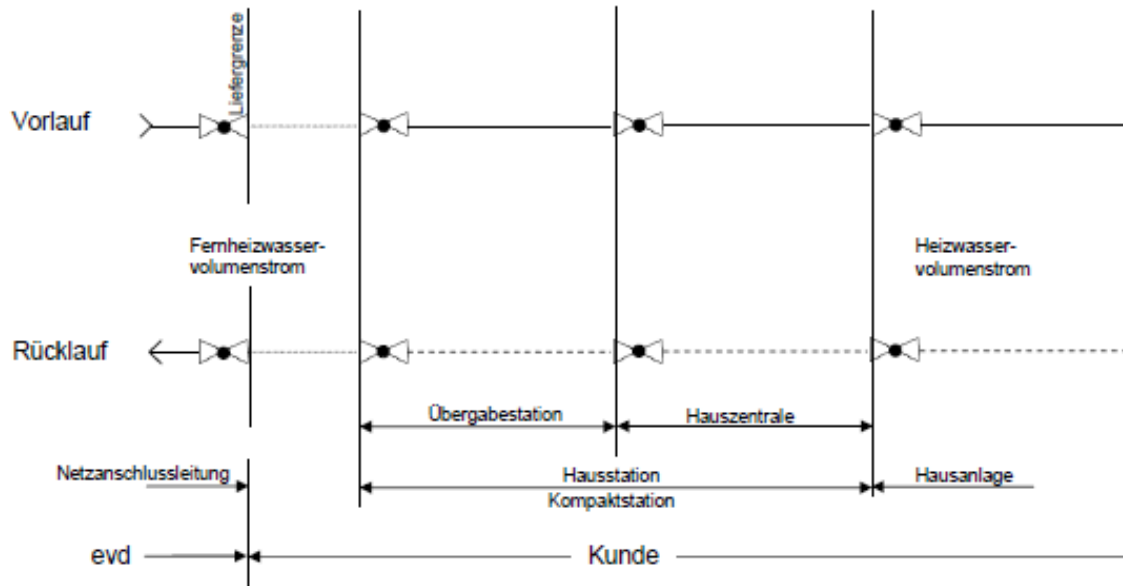 Liefergrenze
Vorlauf
Fernheizwasser-
volumenstrom
Heizwasser-
volumenstrom
Rücklauf
Übergabestation
Hauszentrale
Netzanschlussleitung
Hausstation
Hausanlage
Kompaktstation
evd
Kunde